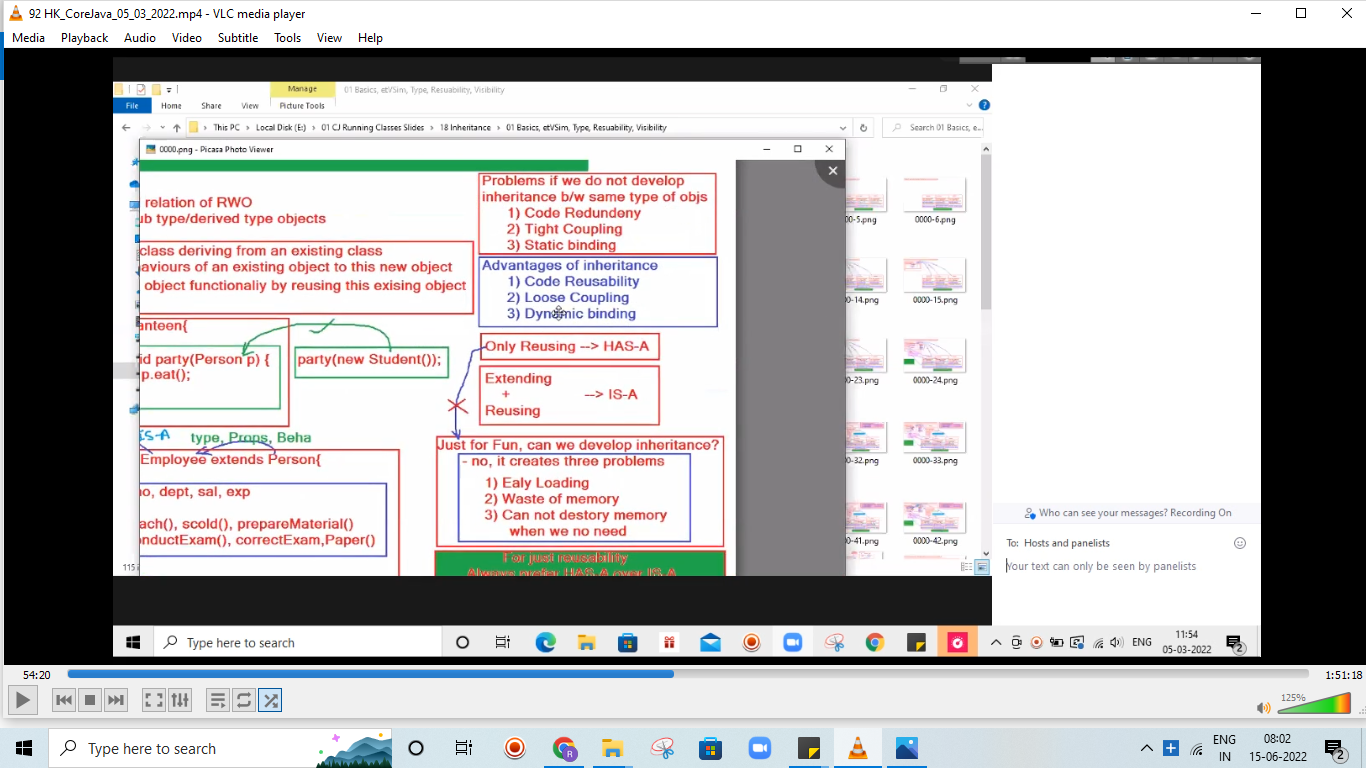 92 HK_CoreJava_05_03_2022.mp4 - VLC media player
Media Playback Audio Video Subtitle Tools View Help
Manage
01 Basics, etVSim, Type, Resuability, Visibility
File Home Share View Picture Tools
This PC > Local Disk (E:) > 01 CJ Running Classes Slides > 18 Inheritance > 01 Basics, etVSim, Type, Resuability, Visibility
Search 01 Basics, e...
0000.png - Picasa Photo Viewer
relation of RWO
ub type/derived type objects
class deriving from an existing class
aviours of an existing object to this new object
object functionaliy by reusing this exising object
anteen{
id party(Person p) {
p.eat();
party(new Student());
IS-A
type, Props, Beha
Employee extends Person{
no, dept, sal, exp
ach(), scold(), prepareMaterial()
onductExam(), correctExam,Paper()
Problems if we do not develop
inheritance b/w same type of objs
1) Code Redundeny
2) Tight Coupling
3) Static binding
Advantages of inheritance
1) Code Reusability
2) Loose Coupling
3) Dynamic binding
Only Reusing --> HAS-A
Extending
+ --> IS-A
Reusing
Just for Fun, can we develop inheritance?
- no, it creates three problems
1) Ealy Loading
2) Waste of memory
3) Can not destory memory
when we no need
For just reusability
Always prefer HAS-A over IS-A
00-5.png 0000-6.png
00-14.png 0000-15.png
00-23.png 0000-24.png
00-32.png 0000-33.png
00-41.png 0000-42.png
115 i
Who can see your messages? Recording On
To: Hosts and panelists
Your text can only be seen by panelists
Type here to search
ENG
11:54
05-03-2022
2
54:20
1:51:18
125%
Type here to search
R
ENG
IN
08:02
15-06-2022
2